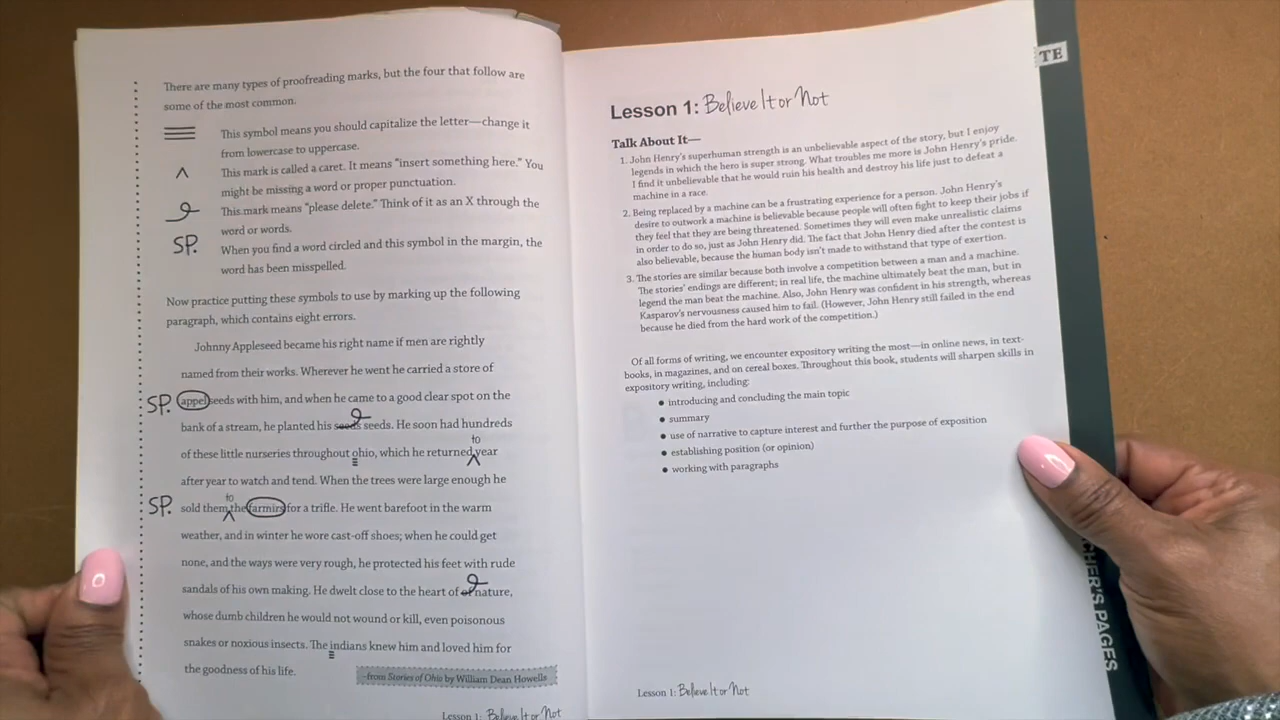 There are many types of proofreading marks, but the four that follow are
some of the most common.
This symbol means you should capitalize the letter—change it
from lowercase to uppercase.
^ This mark is called a caret. It means "insert something here." You
might be missing a word or proper punctuation.
This mark means "please delete." Think of it as an X through the
word or words.
SP. When you find a word circled and this symbol in the margin, the
word has been misspelled.
Now practice putting these symbols to use by marking up the following
paragraph, which contains eight errors.
Johnny Appleseed became his right name if men are rightly
named from their works. Wherever he went he carried a store of
SP. appel seeds with him, and when he came to a good clear spot on the
bank of a stream, he planted his seeds seeds. He soon had hundreds
to
of these little nurseries throughout ohio, which he returned year
after year to watch and tend. When the trees were large enough he
to
SP. sold them the farmirs for a trifle. He went barefoot in the warm
weather, and in winter he wore cast-off shoes; when he could get
none, and the ways were very rough, he protected his feet with rude
sandals of his own making. He dwelt close to the heart of of nature,
whose dumb children he would not wound or kill, even poisonous
snakes or noxious insects. The indians knew him and loved him for
the goodness of his life.
-from Stories of Ohio by William Dean Howells
Lesson 1: Believe It or Not
TE
Lesson 1: Believe It or Not
Talk About It—
1. John Henry's superhuman strength is an unbelievable aspect of the story, but I enjoy
legends in which the hero is super strong. What troubles me more is John Henry's pride.
I find it unbelievable that he would ruin his health and destroy his life just to defeat a
machine in a race.
2. Being replaced by a machine can be a frustrating experience for a person. John Henry's
desire to outwork a machine is believable because people will often fight to keep their jobs if
they feel that they are being threatened. Sometimes they will even make unrealistic claims
in order to do so, just as John Henry did. The fact that John Henry died after the contest is
also believable, because the human body isn't made to withstand that type of exertion.
3. The stories are similar because both involve a competition between a man and a machine.
The stories' endings are different; in real life, the machine ultimately beat the man, but in
legend the man beat the machine. Also, John Henry was confident in his strength, whereas
Kasparov's nervousness caused him to fail. (However, John Henry still failed in the end
because he died from the hard work of the competition.)
Of all forms of writing, we encounter expository writing the most—in online news, in text-
books, in magazines, and on cereal boxes. Throughout this book, students will sharpen skills in
expository writing, including:
● introducing and concluding the main topic
● summary
● use of narrative to capture interest and further the purpose of exposition
● establishing position (or opinion)
● working with paragraphs
Lesson 1: Believe It or Not
CHER'S PAGES